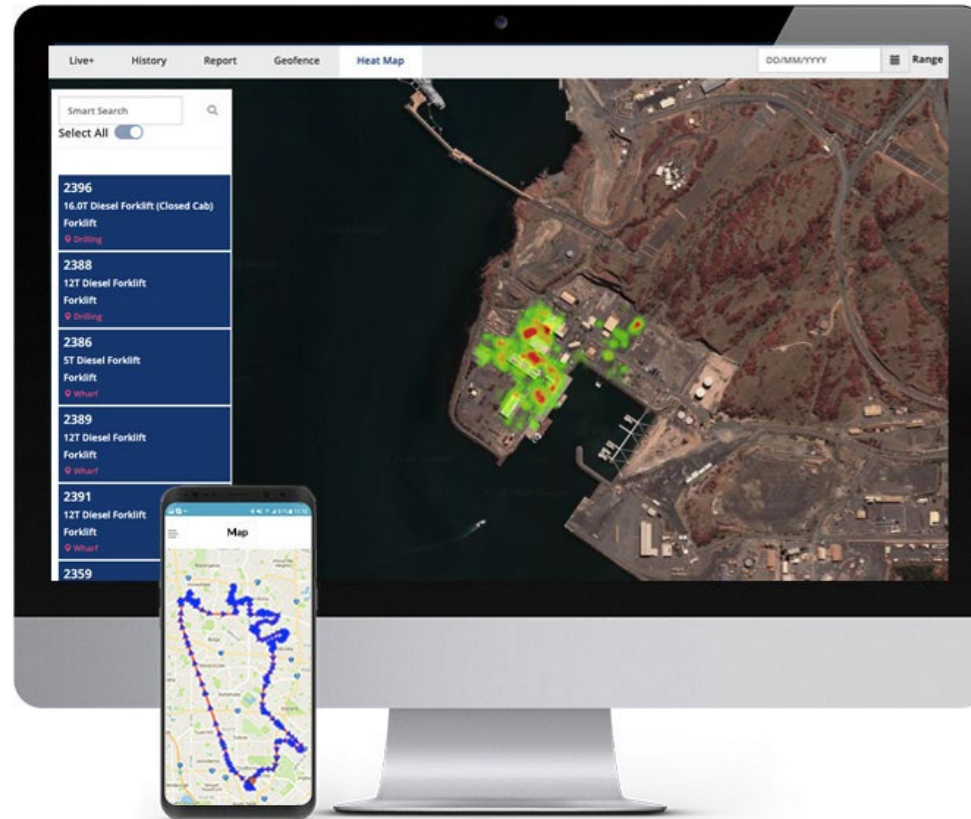 Live+
History
Report
Geofence
Heat Map
DD/MM/YYYY
Range
Smart Search
Select All
2396
16.0T Diesel Forklift (Closed Cab)
Forklift
Drilling
2388
12T Diesel Forklift
Forklift
Drilling
2386
5T Diesel Forklift
Forklift
Wharf
2389
12T Diesel Forklift
Forklift
Wharf
2391
12T Diesel Forklift
Forklift
Wharf
2359
Map